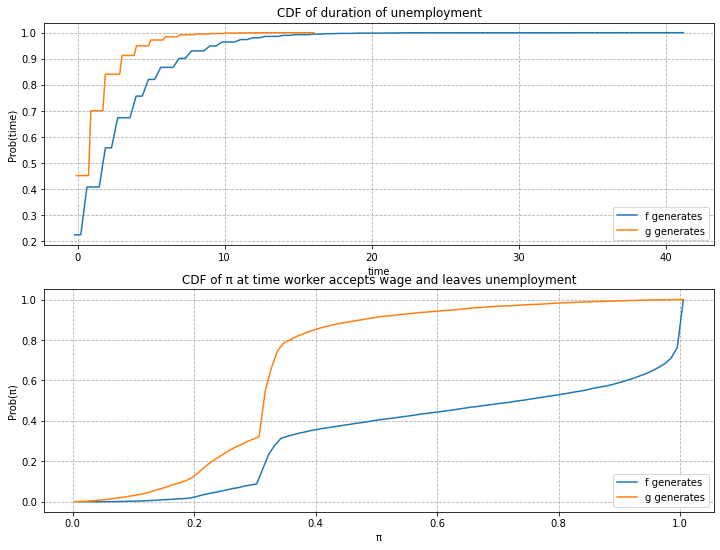 CDF of duration of unemployment
Prob(time)
1.0
0.9
0.8
0.7
0.6
0.5
0.4
0.3
0.2
f generates
g generates
0 10 20 30 40
time
CDF of π at time worker accepts wage and leaves unemployment
Prob(π)
1.0
0.8
0.6
0.4
0.2
0.0
f generates
g generates
0.0 0.2 0.4 0.6 0.8 1.0
π